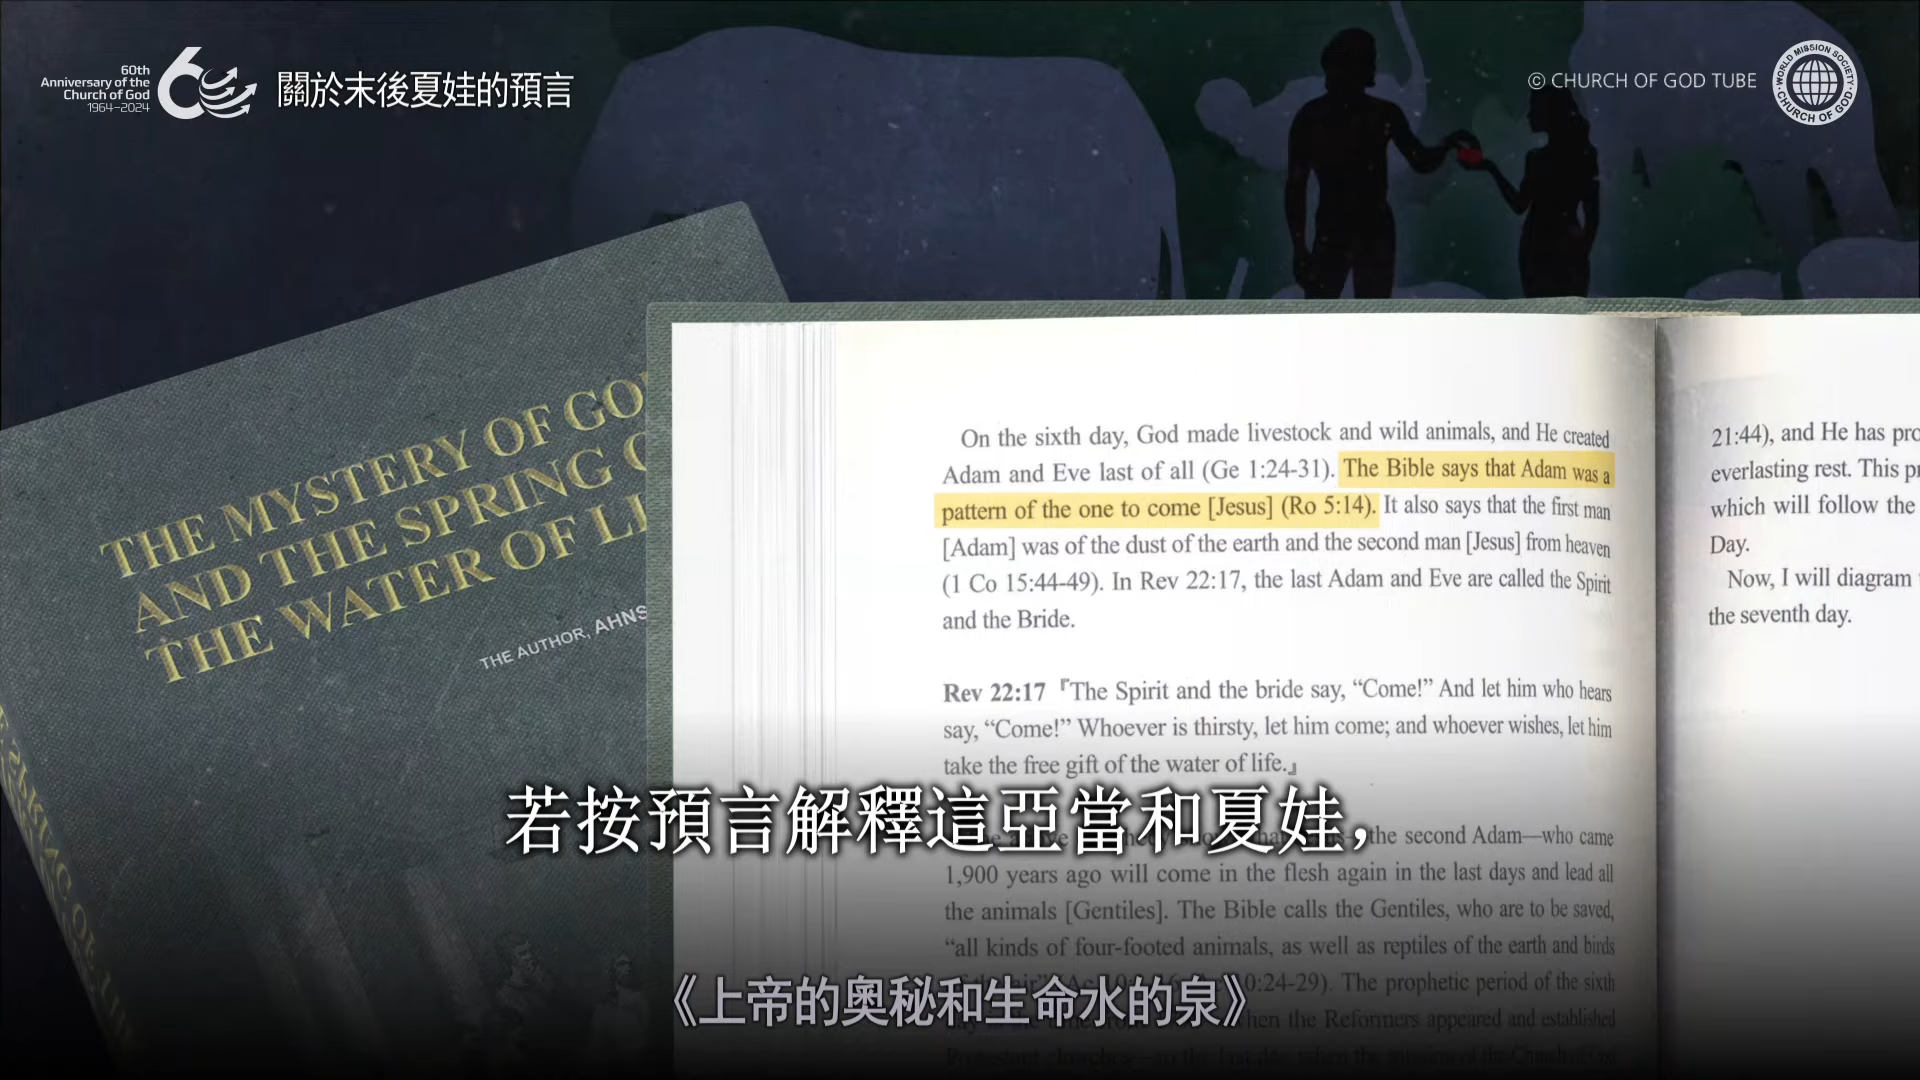 60th
Anniversary of the
Church of God
1964–2024
關於末後夏娃的預言
© CHURCH OF GOD TUBE
WORLD MISSION SOCIETY
CHURCH OF GOD
THE MYSTERY OF GO
AND THE SPRING
THE WATER OF LI
THE AUTHOR, AHNS
On the sixth day, God made livestock and wild animals, and He created
Adam and Eve last of all (Ge 1:24-31). The Bible says that Adam was a
pattern of the one to come [Jesus] (Ro 5:14). It also says that the first man
[Adam] was of the dust of the earth and the second man [Jesus] from heaven
(1 Co 15:44-49). In Rev 22:17, the last Adam and Eve are called the Spirit
and the Bride.
Rev 22:17 『The Spirit and the bride say, “Come!” And let him who hears
say, “Come!” Whoever is thirsty, let him come; and whoever wishes, let him
take the free gift of the water of life.』
the second Adam—who came
1,900 years ago will come in the flesh again in the last days and lead all
the animals [Gentiles]. The Bible calls the Gentiles, who are to be saved,
“all kinds of four-footed animals, as well as reptiles of the earth and birds
0:24-29). The prophetic period of the sixth
when the Reformers appeared and established
21:44), and He has pro
everlasting rest. This p
which will follow the
Day.
Now, I will diagram
the seventh day.
若按預言解釋這亞當和夏娃，
《上帝的奧秘和生命水的泉》